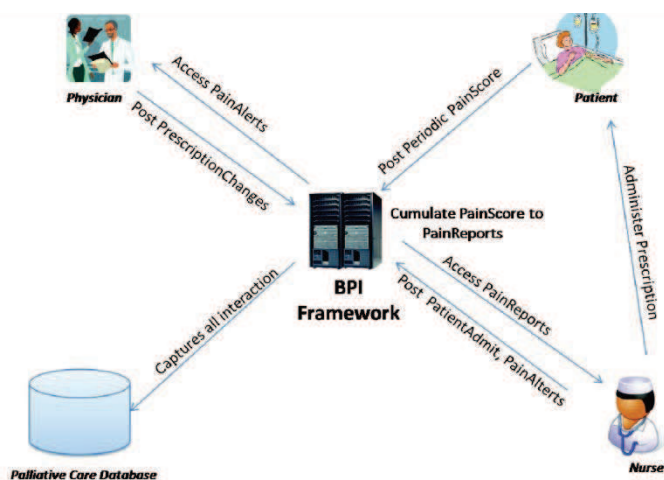 Physician
Patient
Access PainAlerts
Post PrescriptionChanges
Post Periodic PainScore
Administer Prescription
Cumulate PainScore to
PainReports
BPI
Framework
Access PainReports
Post PatientAdmit, PainAlterts
Captures all interaction
Palliative Care Database
Nurse